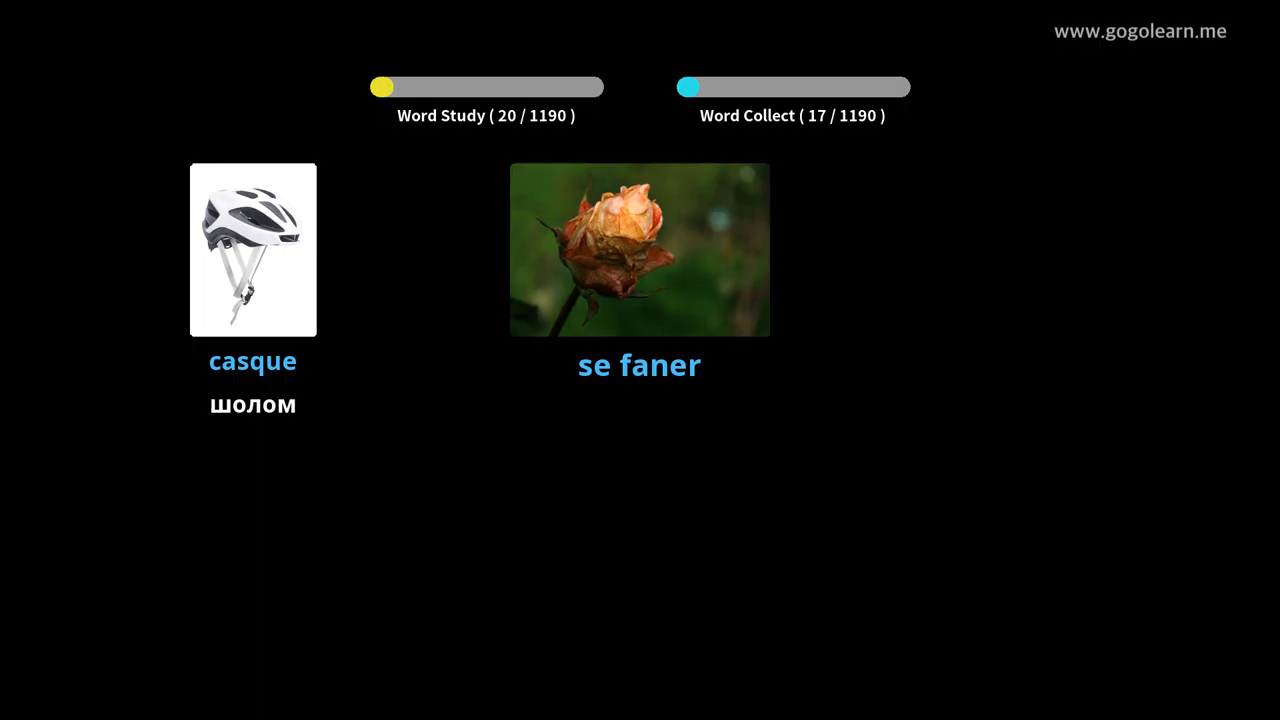 www.gogolearn.me
Word Study ( 20 / 1190 )
Word Collect ( 17 / 1190 )
casque
шолом
se faner